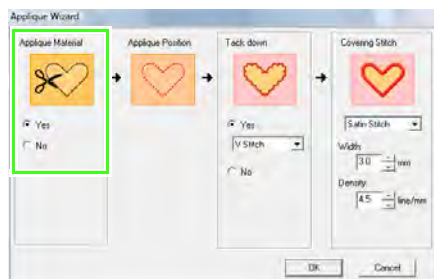 Applique Wizard
Applique Material
Applique Position
Tack down
Covering Stitch
Yes
No
Yes
V Stitch
No
Satin Stitch
Width:
3.0 mm
Density:
4.5 line/mm
OK
Cancel